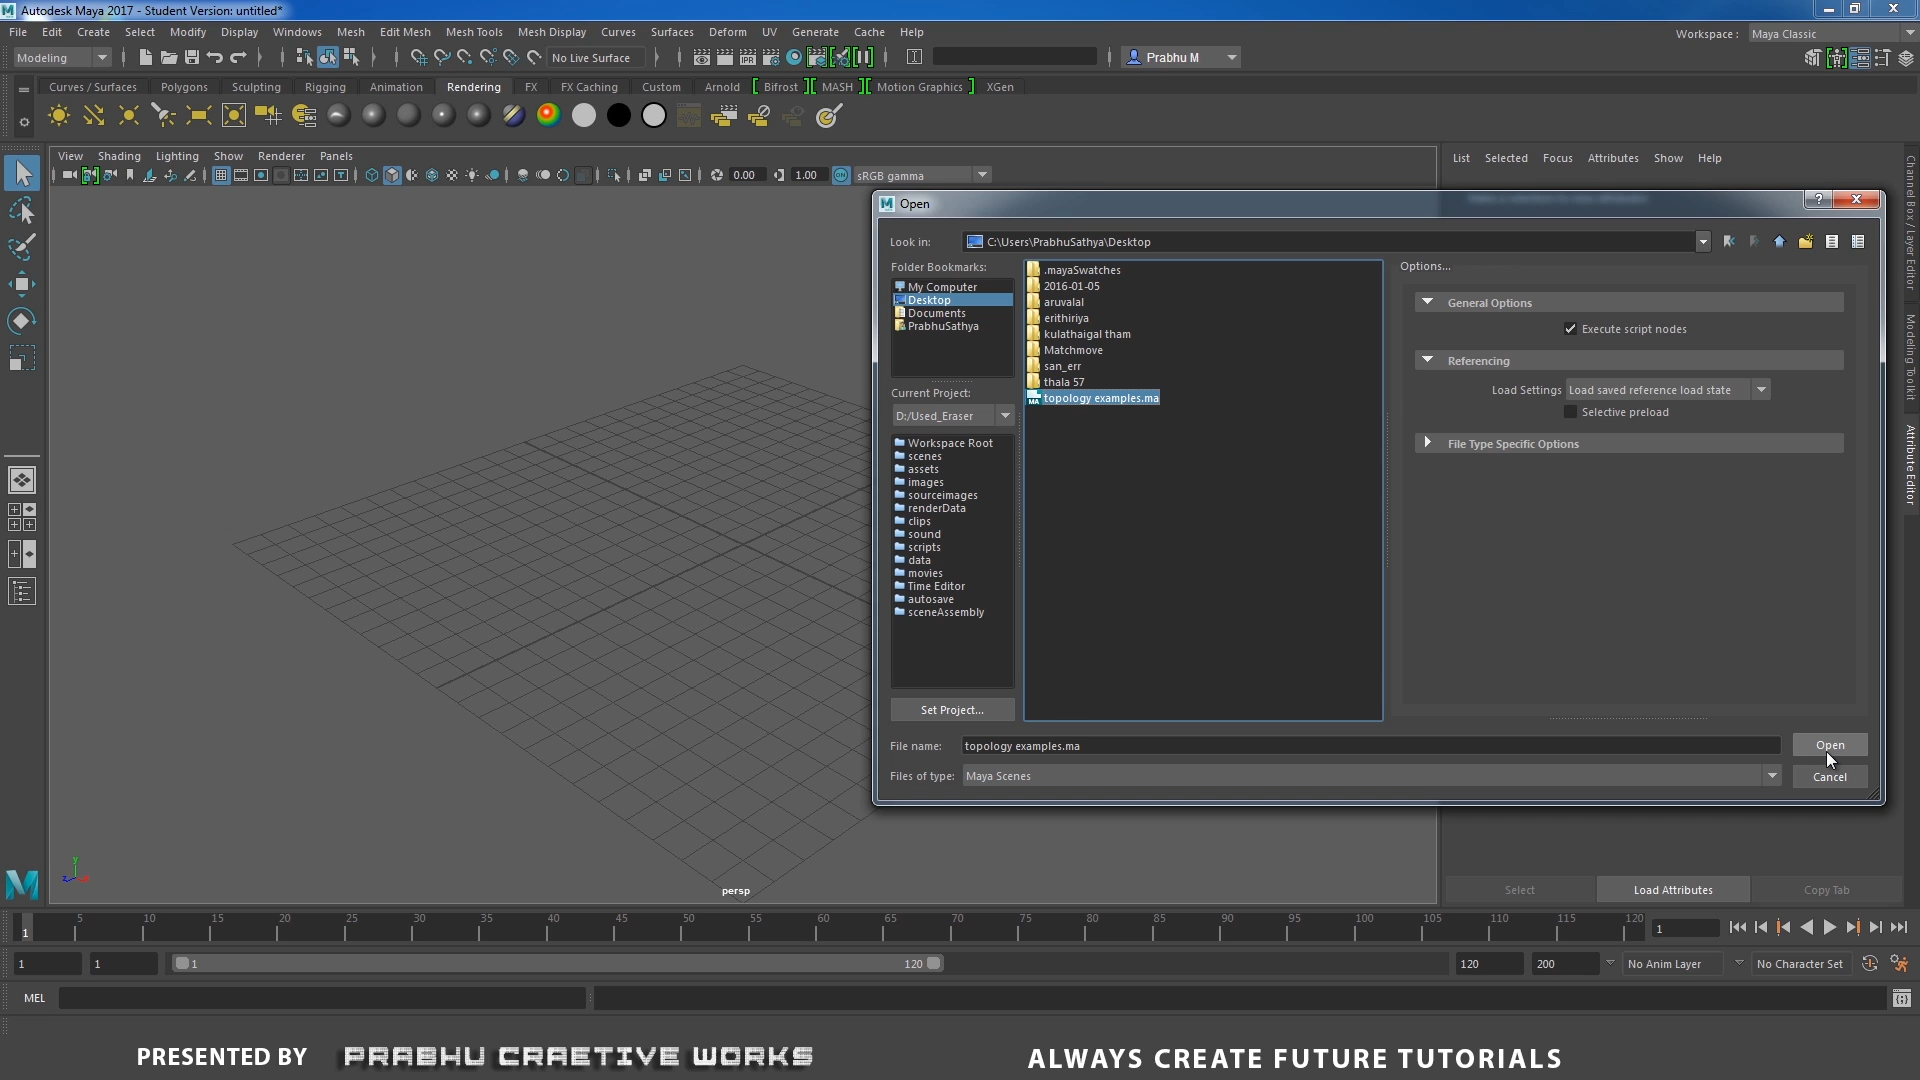 Autodesk Maya 2017 - Student Version: untitled*
File Edit Create Select Modify Display Windows Mesh Edit Mesh Mesh Tools Mesh Display Curves Surfaces Deform UV Generate Cache Help
Workspace : Maya Classic
Modeling No Live Surface Prabhu M
Curves / Surfaces Polygons Sculpting Rigging Animation Rendering FX FX Caching Custom Arnold Bifrost MASH Motion Graphics XGen
View Shading Lighting Show Renderer Panels
List Selected Focus Attributes Show Help
0.00 1.00 sRGB gamma
Channel Box / Layer Editor
Modeling Toolkit
Attribute Editor
Open
Look in: C:\Users\PrabhuSathya\Desktop
Folder Bookmarks:
My Computer
Desktop
Documents
PrabhuSathya
Current Project:
D:/Used_Eraser
Workspace Root
scenes
assets
images
sourceimages
renderData
clips
sound
scripts
data
movies
Time Editor
autosave
sceneAssembly
Set Project...
.mayaSwatches
2016-01-05
aruvalal
erithiriya
kulathaigal tham
Matchmove
san_err
thala 57
topology examples.ma
Options...
General Options
Execute script nodes
Referencing
Load Settings Load saved reference load state
Selective preload
File Type Specific Options
File name: topology examples.ma Open
Files of type: Maya Scenes Cancel
persp
Select Load Attributes Copy Tab
1 5 10 15 20 25 30 35 40 45 50 55 60 65 70 75 80 85 90 95 100 105 110 115 120 1
1 1 1 120 120 200 No Anim Layer No Character Set
MEL
PRESENTED BY PRABHU CRAETIVE WORKS ALWAYS CREATE FUTURE TUTORIALS